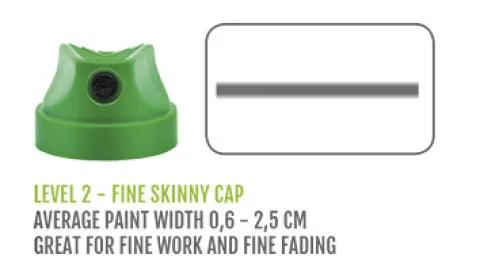 LEVEL 2 - FINE SKINNY CAP
AVERAGE PAINT WIDTH 0,6 - 2,5 CM
GREAT FOR FINE WORK AND FINE FADING